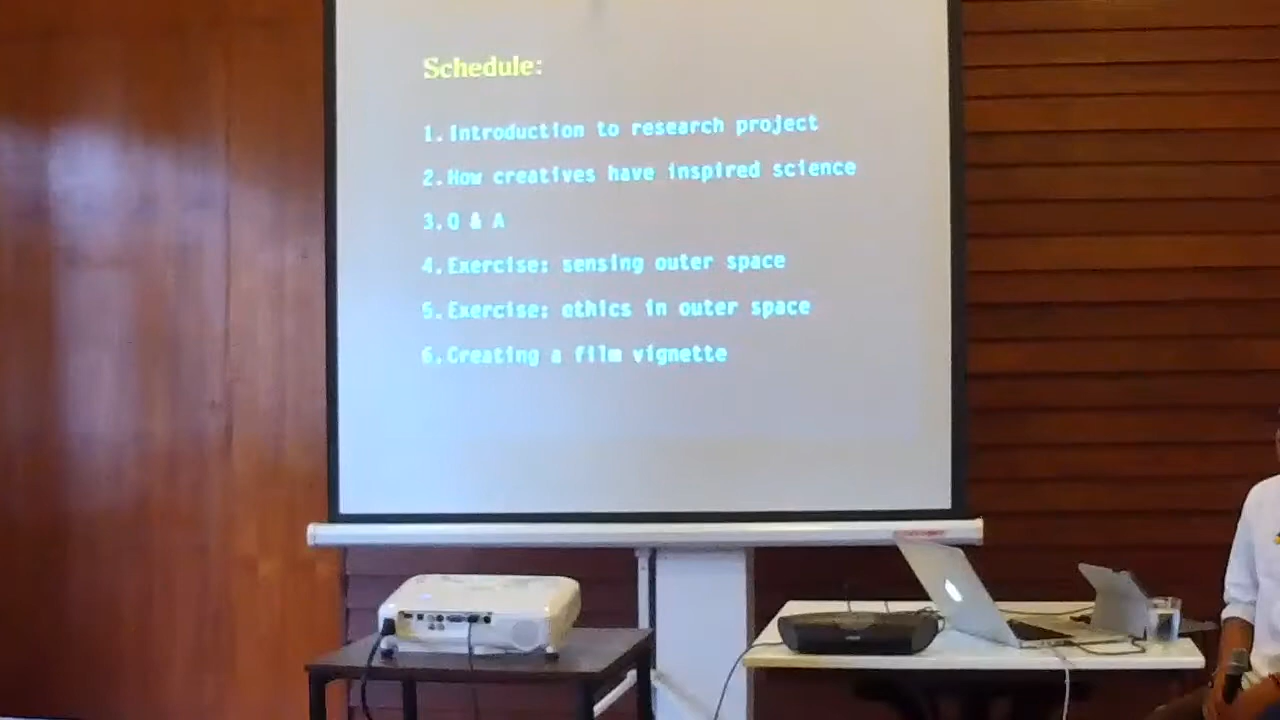 Schedule:
1. Introduction to research project
2. How creatives have inspired science
3. Q & A
4. Exercise: sensing outer space
5. Exercise: ethics in outer space
6. Creating a film vignette